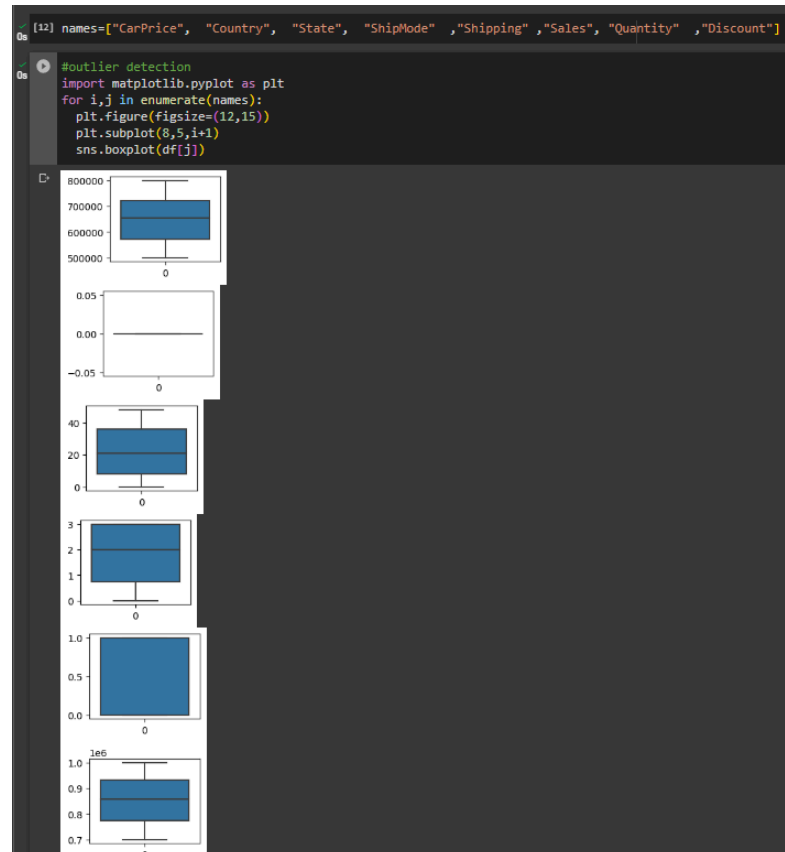 [12] names=["CarPrice", "Country", "State", "ShipMode" ,"Shipping" ,"Sales", "Quantity" ,"Discount"]
0s
0s
#outlier detection
import matplotlib.pyplot as plt
for i,j in enumerate(names):
  plt.figure(figsize=(12,15))
  plt.subplot(8,5,i+1)
  sns.boxplot(df[j])
800000
700000
600000
500000
0
0.05
0.00
−0.05
0
40
20
0
0
3
2
1
0
0
1.0
0.5
0.0
0
1e6
1.0
0.9
0.8
0.7